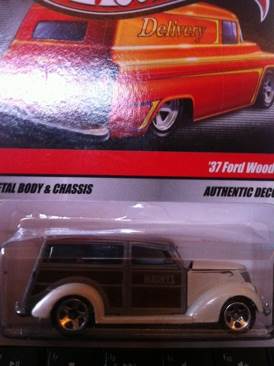 Delivery
'37 Ford Wood
ETAL BODY & CHASSIS
AUTHENTIC DECO